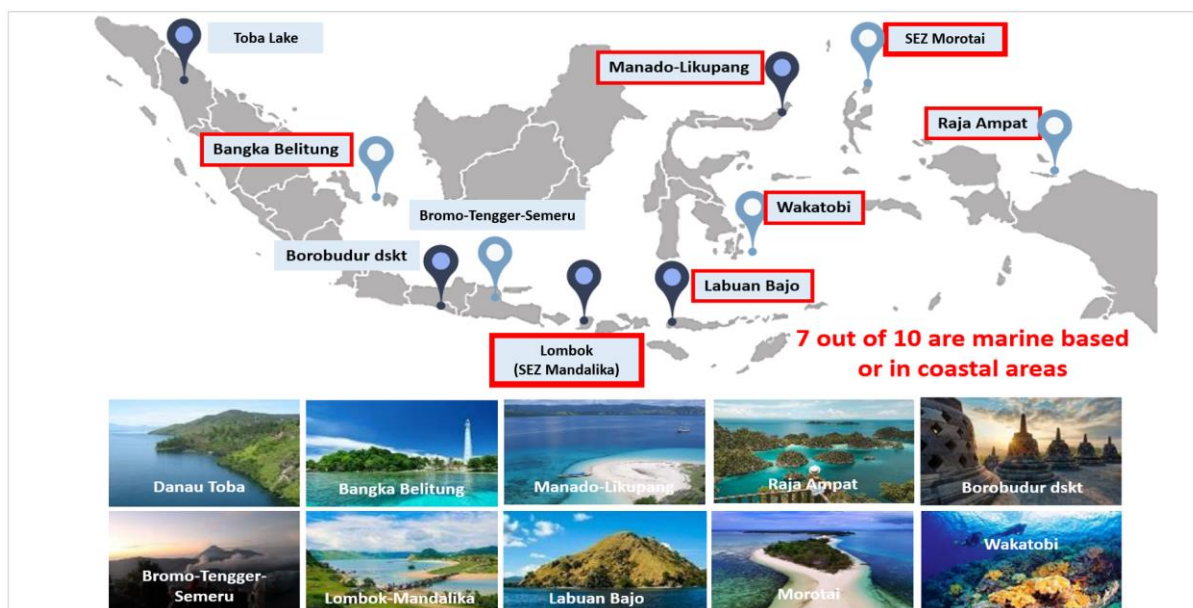 Toba Lake
SEZ Morotai
Manado-Likupang
Raja Ampat
Bangka Belitung
Wakatobi
Bromo-Tengger-Semeru
Borobudur dskt
Labuan Bajo
Lombok
(SEZ Mandalika)
7 out of 10 are marine based
or in coastal areas
Danau Toba
Bangka Belitung
Manado-Likupang
Raja Ampat
Borobudur dskt
Bromo-Tengger-
Semeru
Lombok-Mandalika
Labuan Bajo
Morotai
Wakatobi